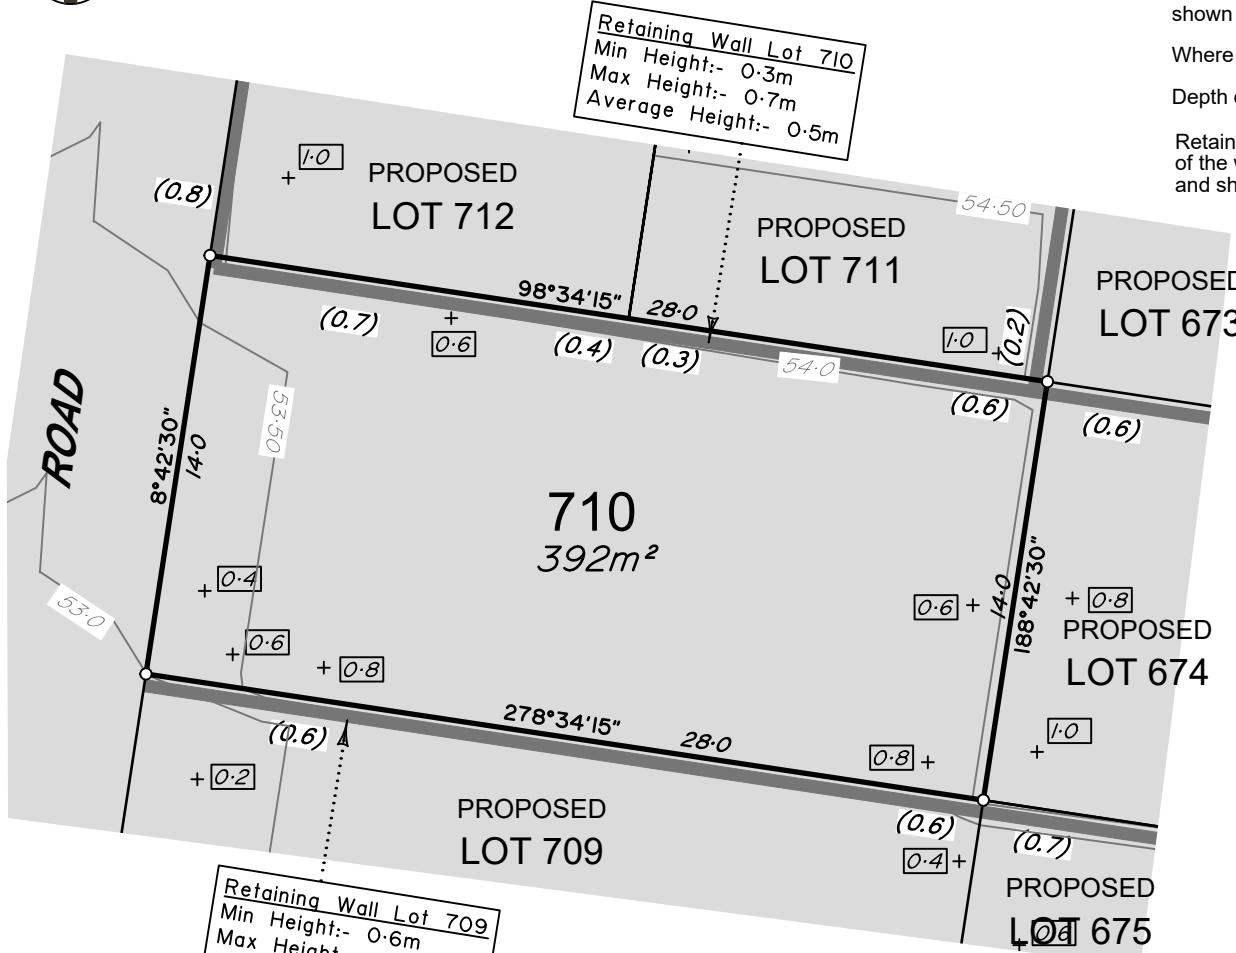 shown
Where
Depth
Retain
of the
and sh
Retaining Wall Lot 710
Min Height:- 0·3m
Max Height:- 0·7m
Average Height:- 0·5m
1·0
PROPOSED
LOT 712
(0.8)
54·50
PROPOSED
LOT 711
PROPOSED
LOT 673
98°34'15"
28·0
(0.7)
0·6
(0.4)
(0.3)
54·0
1·0
(0.2)
(0.6)
(0.6)
ROAD
53·50
8°42'30"
14·0
710
392m²
0·4
53·0
0·6
0·8
0·6
14·0
188°42'30"
0·8
PROPOSED
LOT 674
278°34'15"
28·0
(0.6)
0·8
1·0
0·2
PROPOSED
LOT 709
(0.6)
0·4
(0.7)
PROPOSED
LOT 675
0·6
Retaining Wall Lot 709
Min Height:- 0·6m
Max Height